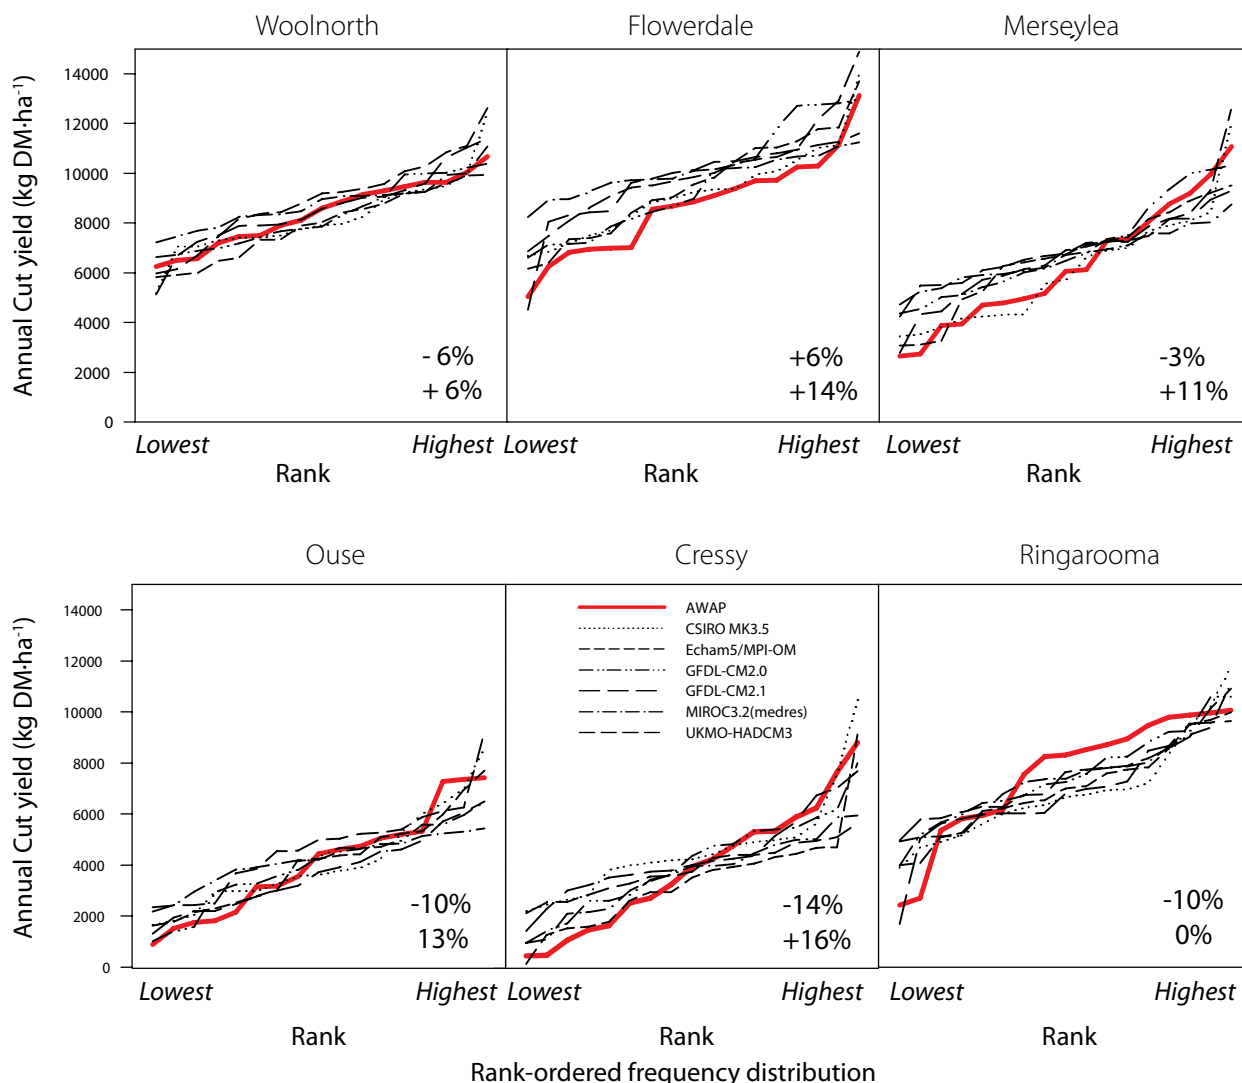 Woolnorth Flowerdale Merseylea
Annual Cut yield (kg DM·ha⁻¹)
14000
12000
10000
8000
6000
4000
2000
0
- 6%
+ 6%
+6%
+14%
-3%
+11%
Lowest Highest Lowest Highest Lowest Highest
Rank Rank Rank
Ouse Cressy Ringarooma
Annual Cut yield (kg DM·ha⁻¹)
14000
12000
10000
8000
6000
4000
2000
0
AWAP
CSIRO MK3.5
Echam5/MPI-OM
GFDL-CM2.0
GFDL-CM2.1
MIROC3.2(medres)
UKMO-HADCM3
-10%
13%
-14%
+16%
-10%
0%
Lowest Highest Lowest Highest Lowest Highest
Rank Rank Rank
Rank-ordered frequency distribution